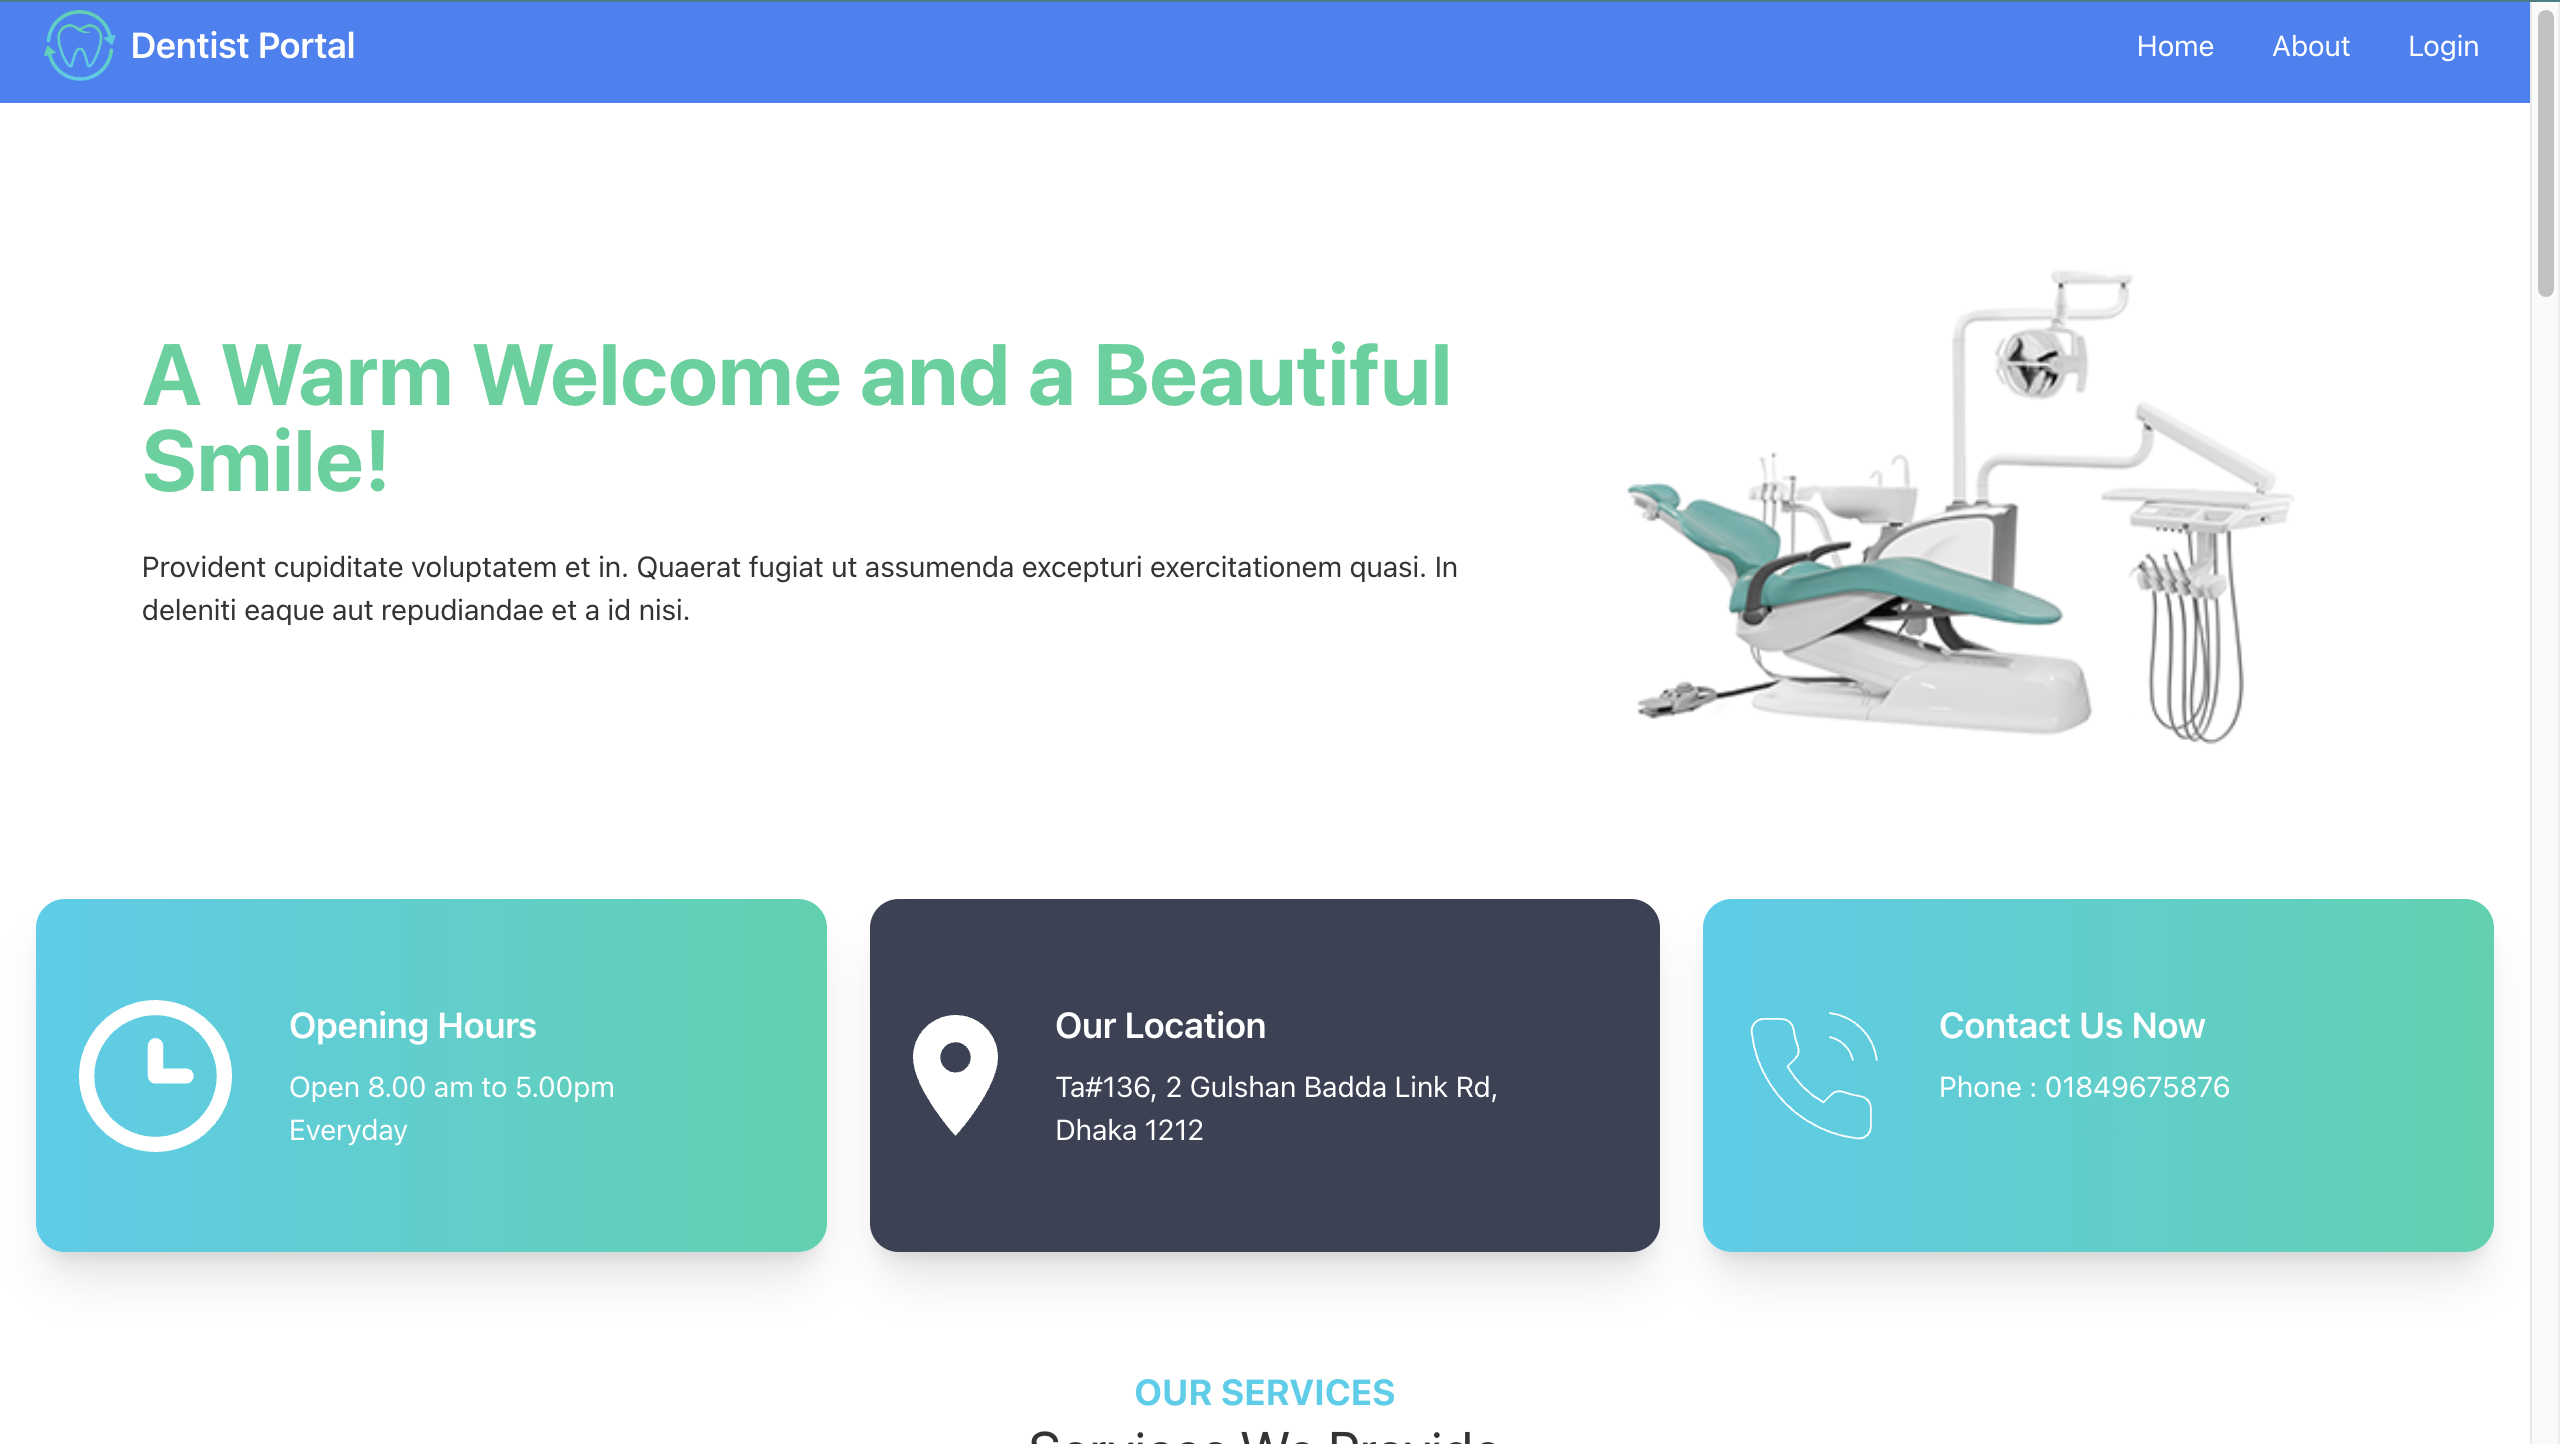 Dentist Portal
Home
About
Login
A Warm Welcome and a Beautiful
Smile!
Provident cupiditate voluptatem et in. Quaerat fugiat ut assumenda excepturi exercitationem quasi. In
deleniti eaque aut repudiandae et a id nisi.
Opening Hours
Open 8.00 am to 5.00pm
Everyday
Our Location
Ta#136, 2 Gulshan Badda Link Rd,
Dhaka 1212
Contact Us Now
Phone : 01849675876
OUR SERVICES
Services We Provide